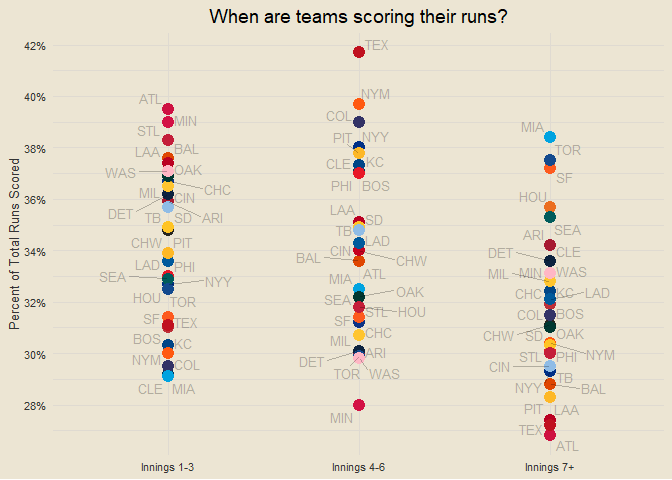 When are teams scoring their runs?
Percent of Total Runs Scored
42%
40%
38%
36%
34%
32%
30%
28%
ATL
MIN
STL
LAA BAL
WAS OAK
CHC
MIL CIN
DET ARI
TB SD
CHW PIT
LAD PHI
SEA NYY
HOU TOR
SF TEX
BOS KC
NYM COL
CLE MIA
TEX
NYM
COL
PIT NYY
CLE KC
PHI BOS
LAA SD
TB LAD
CIN
BAL CHW
MIA ATL
SEA OAK
STL HOU
SF CHC
MIL ARI
DET
TOR WAS
MIN
MIA
TOR
SF
HOU
SEA
ARI
DET CLE
MIL MIN WAS
CHC KC LAD
COL BOS
CHW SD OAK
STL PHI NYM
CIN TB
NYY BAL
PIT LAA
TEX
ATL
Innings 1-3
Innings 4-6
Innings 7+